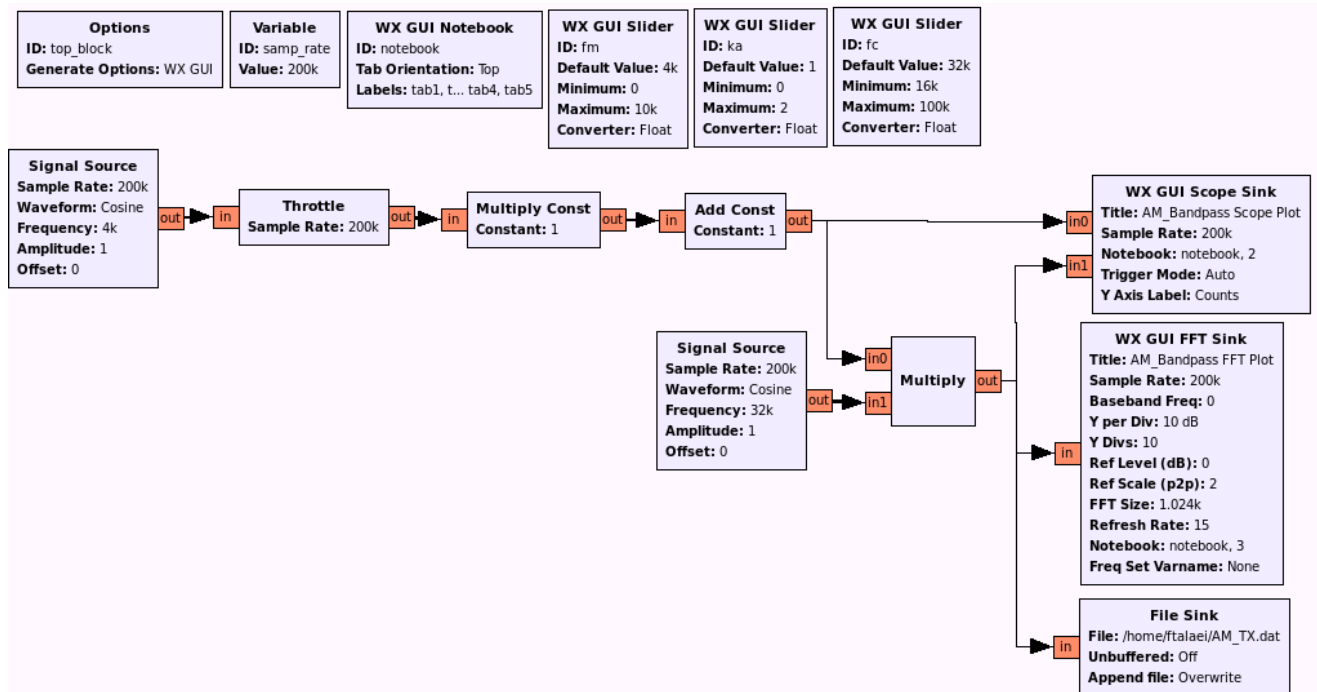 Options
ID: top_block
Generate Options: WX GUI
Variable
ID: samp_rate
Value: 200k
WX GUI Notebook
ID: notebook
Tab Orientation: Top
Labels: tab1, t... tab4, tab5
WX GUI Slider
ID: fm
Default Value: 4k
Minimum: 0
Maximum: 10k
Converter: Float
WX GUI Slider
ID: ka
Default Value: 1
Minimum: 0
Maximum: 2
Converter: Float
WX GUI Slider
ID: fc
Default Value: 32k
Minimum: 16k
Maximum: 100k
Converter: Float
Signal Source
Sample Rate: 200k
Waveform: Cosine
Frequency: 4k
Amplitude: 1
Offset: 0
out
in
Throttle
Sample Rate: 200k
out
in
Multiply Const
Constant: 1
out
in
Add Const
Constant: 1
out
Signal Source
Sample Rate: 200k
Waveform: Cosine
Frequency: 32k
Amplitude: 1
Offset: 0
out
in0
in1
Multiply
out
in0
in1
WX GUI Scope Sink
Title: AM_Bandpass Scope Plot
Sample Rate: 200k
Notebook: notebook, 2
Trigger Mode: Auto
Y Axis Label: Counts
in
WX GUI FFT Sink
Title: AM_Bandpass FFT Plot
Sample Rate: 200k
Baseband Freq: 0
Y per Div: 10 dB
Y Divs: 10
Ref Level (dB): 0
Ref Scale (p2p): 2
FFT Size: 1.024k
Refresh Rate: 15
Notebook: notebook, 3
Freq Set Varname: None
in
File Sink
File: /home/ftalaei/AM_TX.dat
Unbuffered: Off
Append file: Overwrite